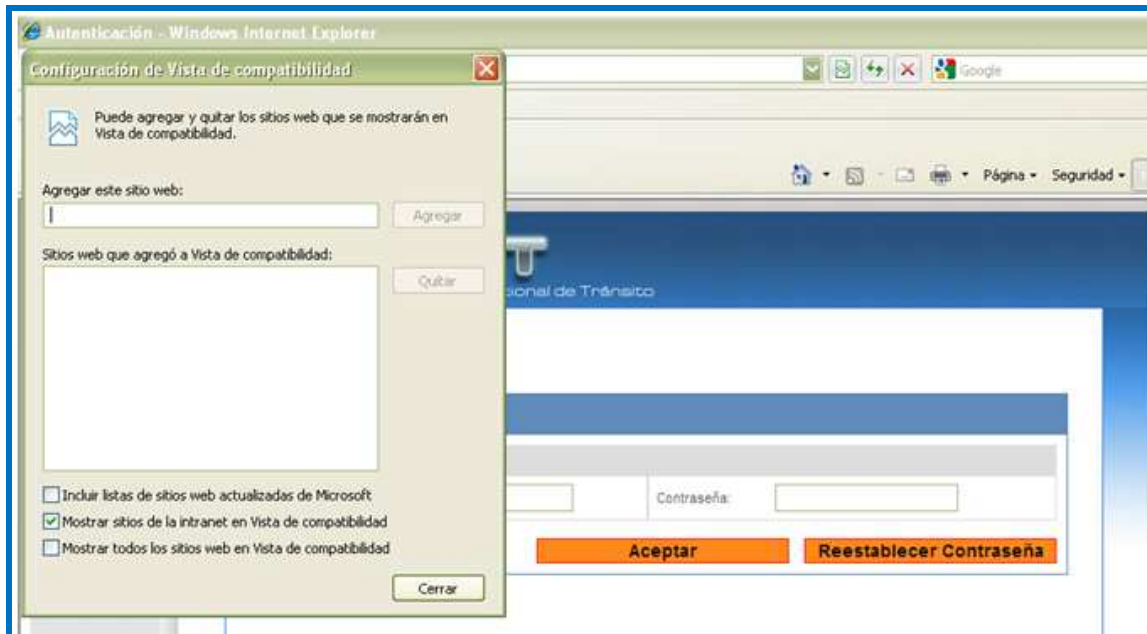 Autenticación - Windows Internet Explorer
Configuración de Vista de compatibilidad
Google
Puede agregar y quitar los sitios web que se mostrarán en
Vista de compatibilidad.
Página
Seguridad
Agregar este sitio web:
Agregar
Sitios web que agregó a Vista de compatibilidad:
Quitar
T
cional de Tránsito
Incluir listas de sitios web actualizadas de Microsoft
Mostrar sitios de la intranet en Vista de compatibilidad
Mostrar todos los sitios web en Vista de compatibilidad
Contraseña:
Aceptar
Reestablecer Contraseña
Cerrar